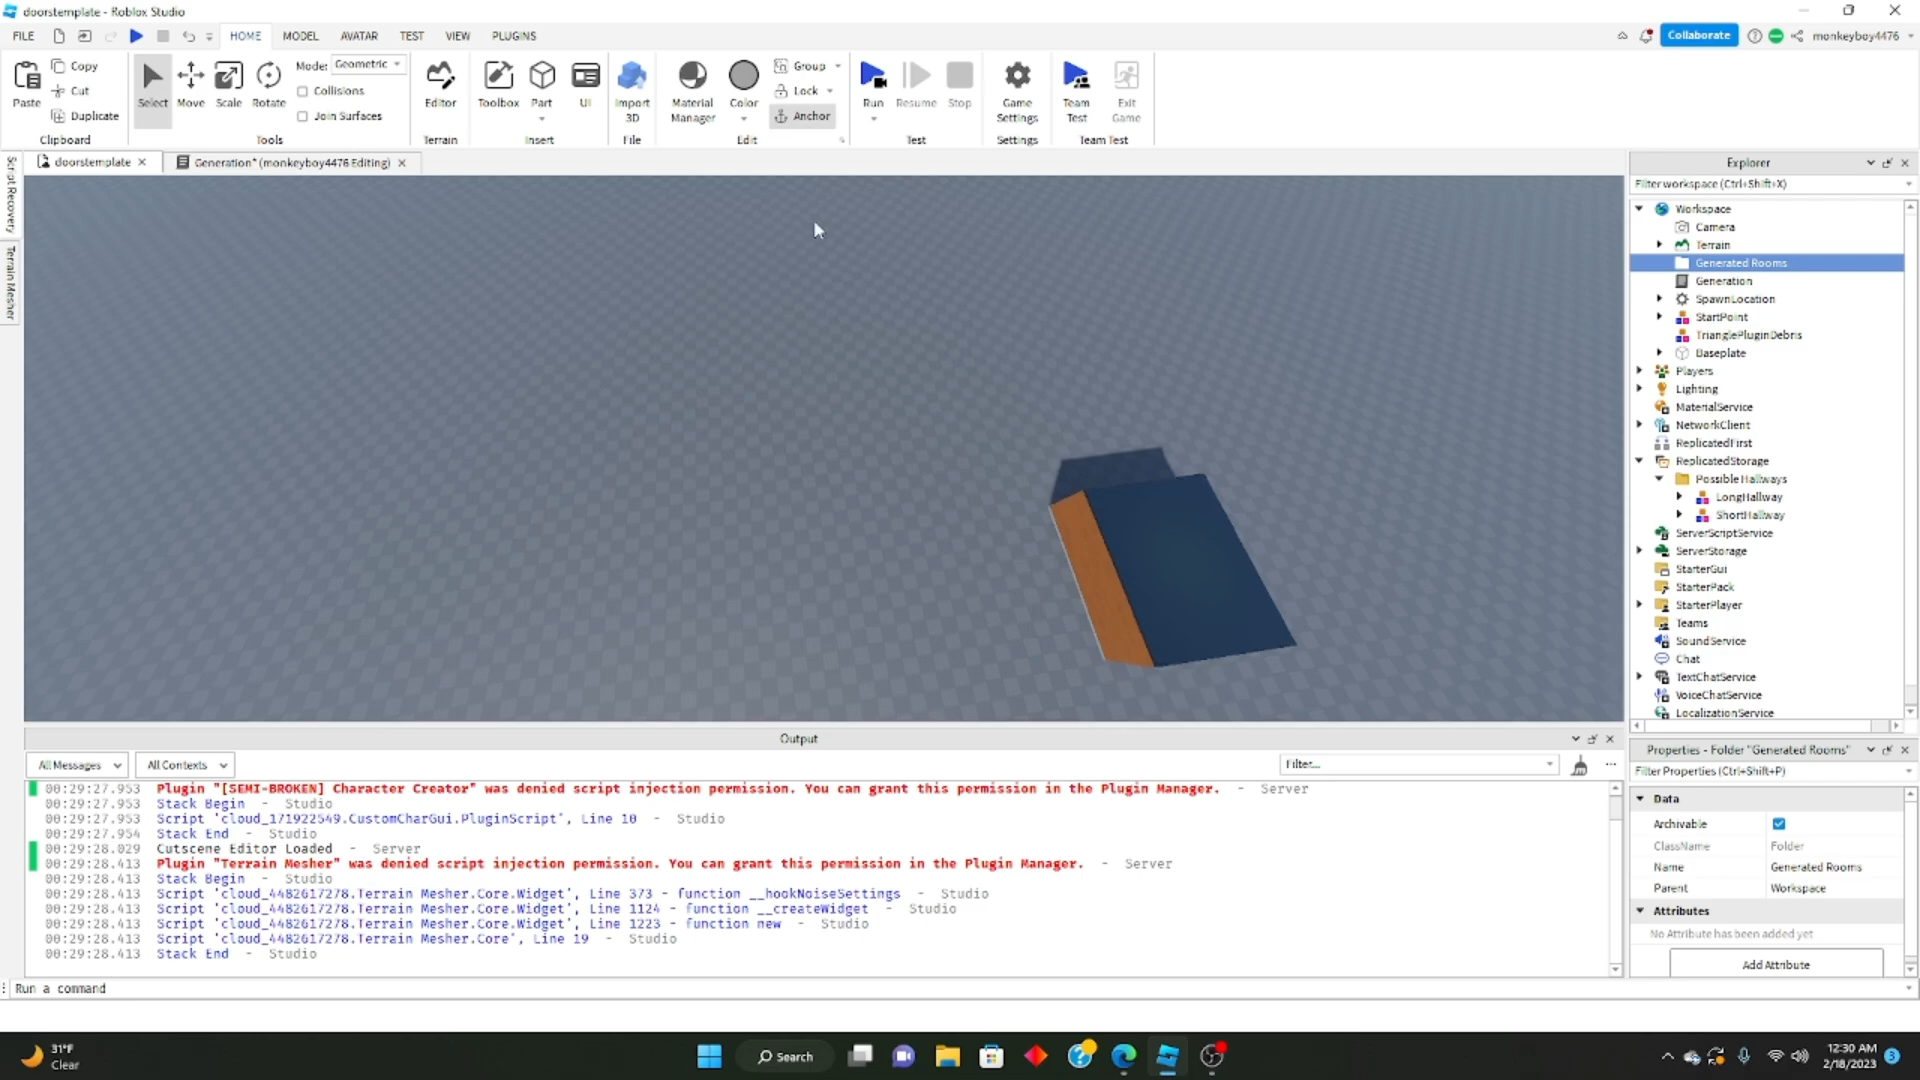 doorstemplate - Roblox Studio
FILE HOME MODEL AVATAR TEST VIEW PLUGINS Collaborate monkeyboy4476
Paste Copy Cut Duplicate Clipboard
Select Move Scale Rotate Mode: Geometric Collisions Join Surfaces Tools
Editor Terrain
Toolbox Part UI Insert
Import 3D File
Material Manager Color Group Lock Anchor Edit
Run Resume Stop Test
Game Settings Settings
Team Test Exit Game Team Test
doorstemplate Generation* (monkeyboy4476 Editing)
Script Recovery
Terrain Mesher
Explorer
Filter workspace (Ctrl+Shift+X)
Workspace
Camera
Terrain
Generated Rooms
Generation
SpawnLocation
StartPoint
TrianglePluginDebris
Baseplate
Players
Lighting
MaterialService
NetworkClient
ReplicatedFirst
ReplicatedStorage
Possible Hallways
LongHallway
ShortHallway
ServerScriptService
ServerStorage
StarterGui
StarterPack
StarterPlayer
Teams
SoundService
Chat
TextChatService
VoiceChatService
LocalizationService
Output
All Messages All Contexts Filter...
00:29:27.953 Plugin "[SEMI-BROKEN] Character Creator" was denied script injection permission. You can grant this permission in the Plugin Manager. - Server
00:29:27.953 Stack Begin - Studio
00:29:27.953 Script 'cloud_171922549.CustomCharGui.PluginScript', Line 10 - Studio
00:29:27.954 Stack End - Studio
00:29:28.029 Cutscene Editor Loaded - Server
00:29:28.413 Plugin "Terrain Mesher" was denied script injection permission. You can grant this permission in the Plugin Manager. - Server
00:29:28.413 Stack Begin - Studio
00:29:28.413 Script 'cloud_4482617278.Terrain Mesher.Core.Widget', Line 373 - function __hookNoiseSettings - Studio
00:29:28.413 Script 'cloud_4482617278.Terrain Mesher.Core.Widget', Line 1124 - function __createWidget - Studio
00:29:28.413 Script 'cloud_4482617278.Terrain Mesher.Core.Widget', Line 1223 - function new - Studio
00:29:28.413 Script 'cloud_4482617278.Terrain Mesher.Core', Line 19 - Studio
00:29:28.413 Stack End - Studio
Run a command
Properties - Folder "Generated Rooms"
Filter Properties (Ctrl+Shift+P)
Data
Archivable
ClassName Folder
Name Generated Rooms
Parent Workspace
Attributes
No Attribute has been added yet
Add Attribute
31°F
Clear
Search
12:30 AM
2/18/2023
3